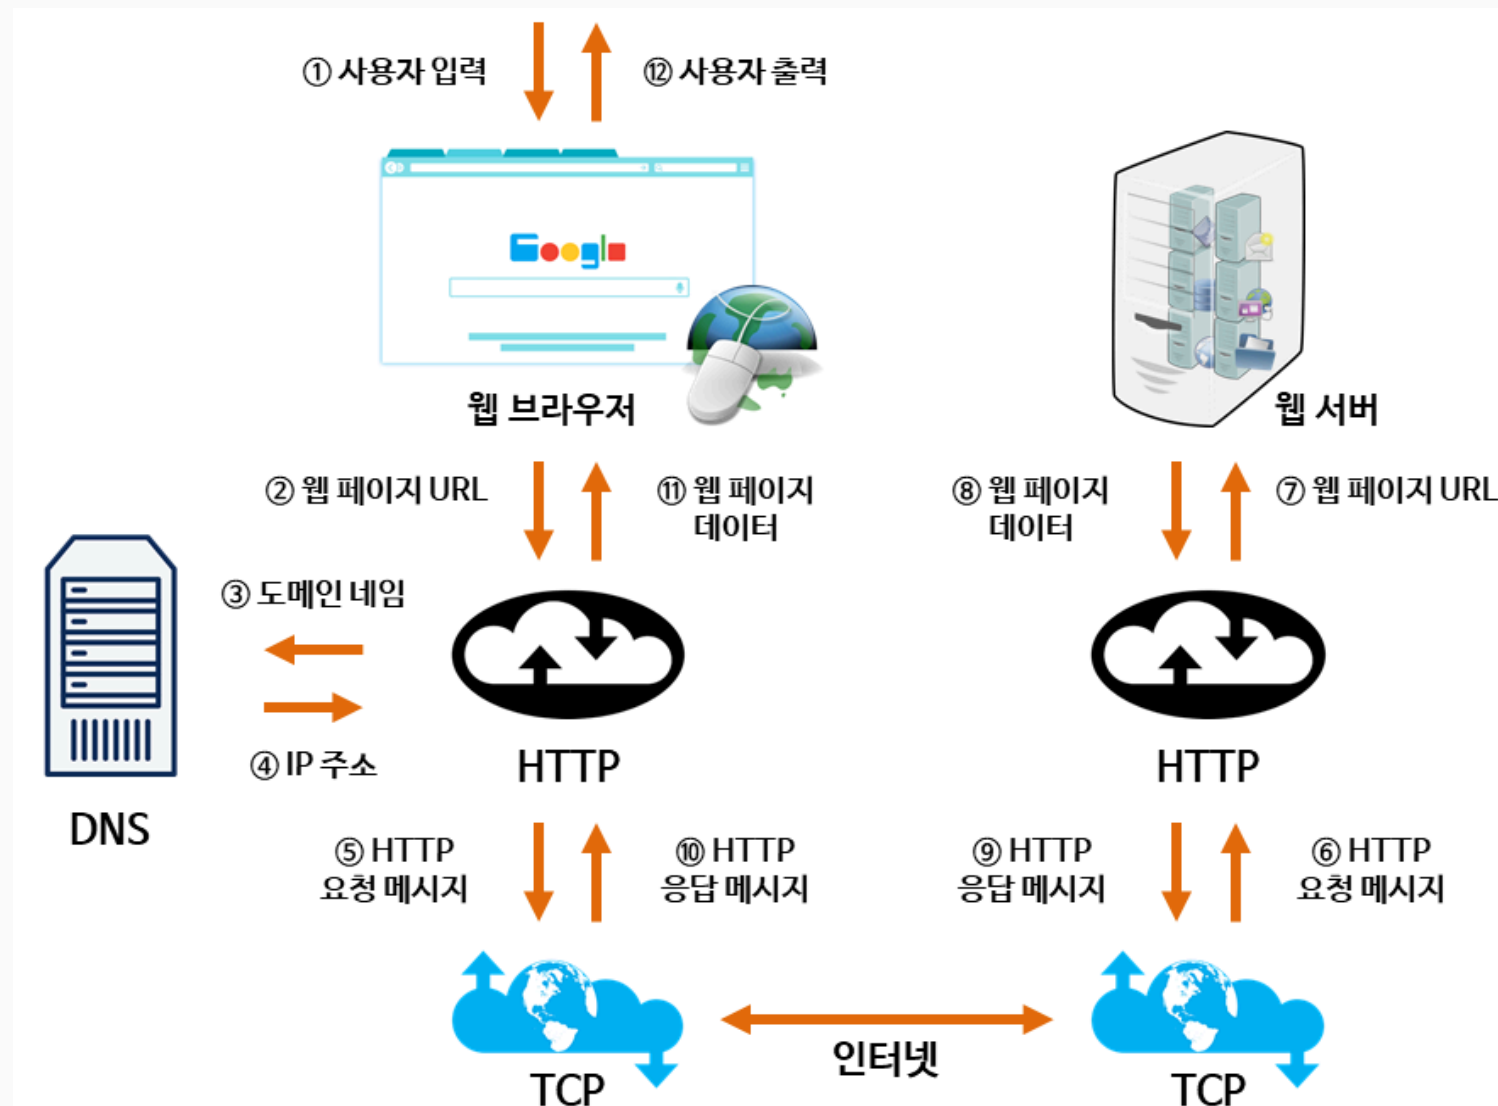 ① 사용자 입력
⑫ 사용자 출력
Google
웹 브라우저
웹 서버
② 웹 페이지 URL
⑪ 웹 페이지
데이터
⑧ 웹 페이지
데이터
⑦ 웹 페이지 URL
③ 도메인 네임
④ IP 주소
DNS
HTTP
HTTP
⑤ HTTP
요청 메시지
⑩ HTTP
응답 메시지
⑨ HTTP
응답 메시지
⑥ HTTP
요청 메시지
인터넷
TCP
TCP